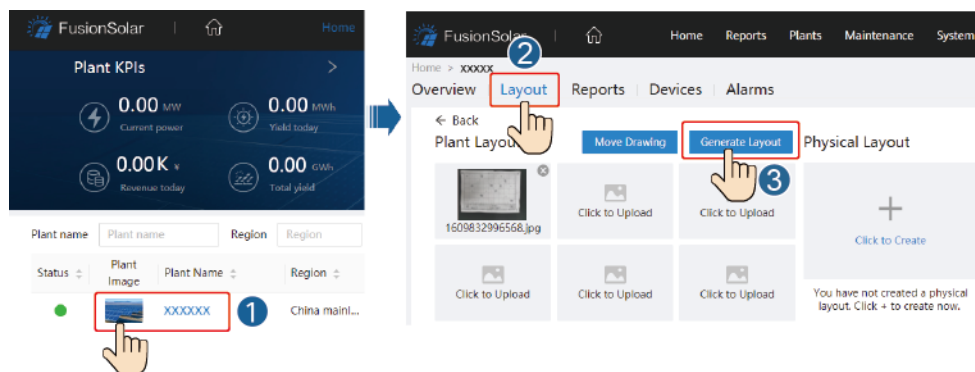 FusionSolar
Home
Plant KPIs
>
0.00 MW
Current power
0.00 MWh
Yield today
0.00K ¥
Revenue today
0.00 GWh
Total yield
Plant name
Plant name
Region
Region
Status
Plant Image
Plant Name
Region
XXXXXX
1
China mainl...
FusionSolar
Home
Reports
Plants
Maintenance
System
2
Home > xxxxx
Overview
Layout
Reports
Devices
Alarms
← Back
Plant Layou
Move Drawing
Generate Layout
Physical Layout
3
1609832996568.jpg
Click to Upload
Click to Upload
+
Click to Create
Click to Upload
Click to Upload
Click to Upload
You have not created a physical
layout. Click + to create now.